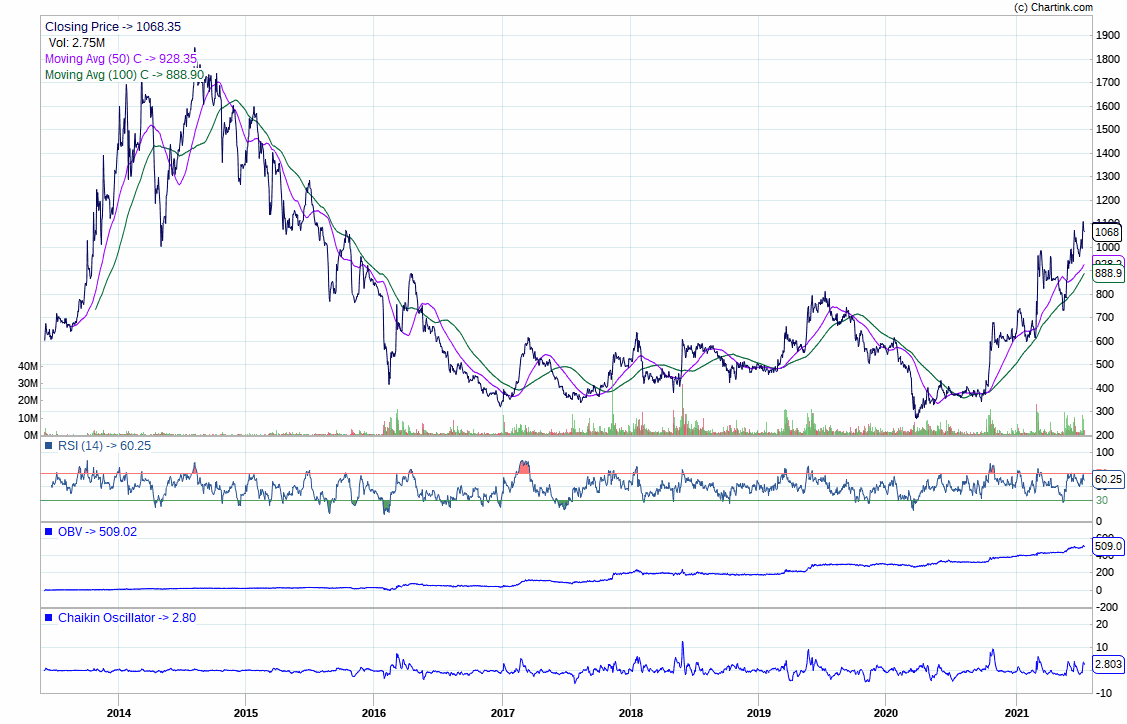 (c) Chartink.com
Closing Price -> 1068.35
Vol: 2.75M
Moving Avg (50) C -> 928.35
Moving Avg (100) C -> 888.90
1900
1800
1700
1600
1500
1400
1300
1200
1100
1068
1000
928.3
888.9
800
700
600
500
400
300
200
40M
30M
20M
10M
0M
RSI (14) -> 60.25
100
60.25
30
0
OBV -> 509.02
600
509.0
400
200
0
-200
Chaikin Oscillator -> 2.80
20
10
2.803
-10
2014 2015 2016 2017 2018 2019 2020 2021